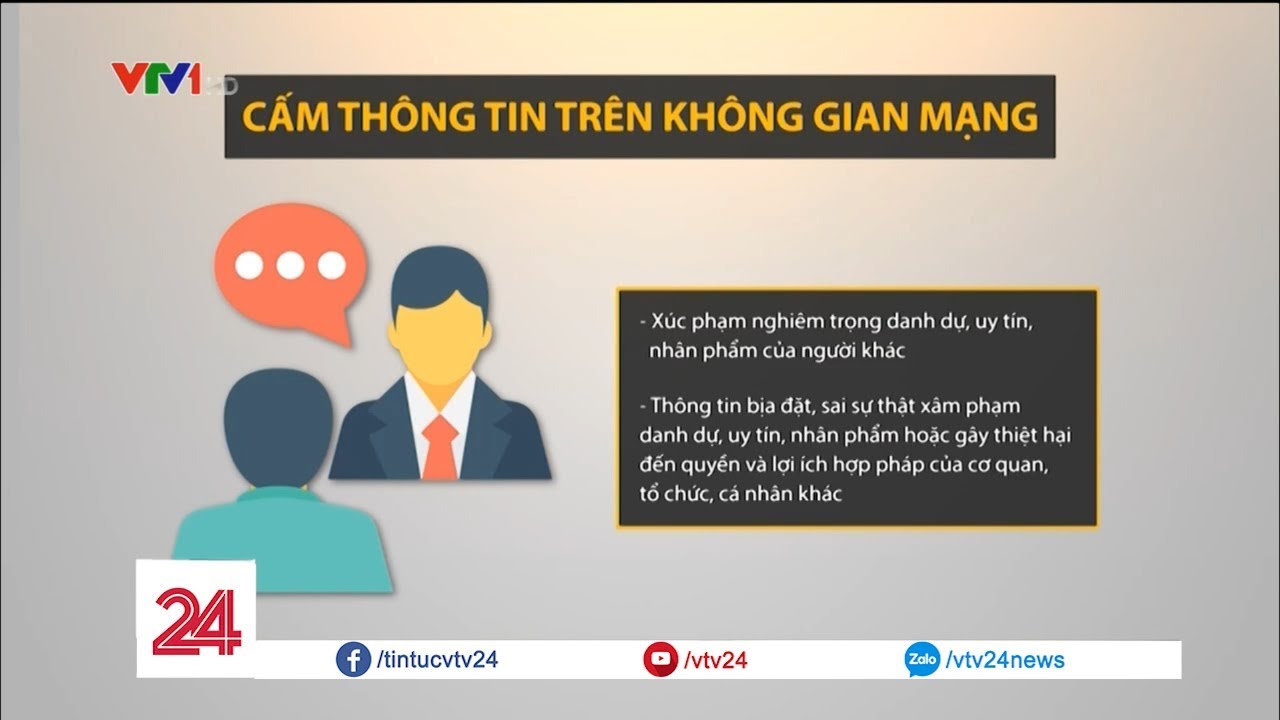 VTV1 HD
CẤM THÔNG TIN TRÊN KHÔNG GIAN MẠNG
- Xúc phạm nghiêm trọng danh dự, uy tín,
nhân phẩm của người khác
- Thông tin bịa đặt, sai sự thật xâm phạm
danh dự, uy tín, nhân phẩm hoặc gây thiệt hại
đến quyền và lợi ích hợp pháp của cơ quan,
tổ chức, cá nhân khác
24
f /tintucvtv24
/vtv24
Zalo /vtv24news